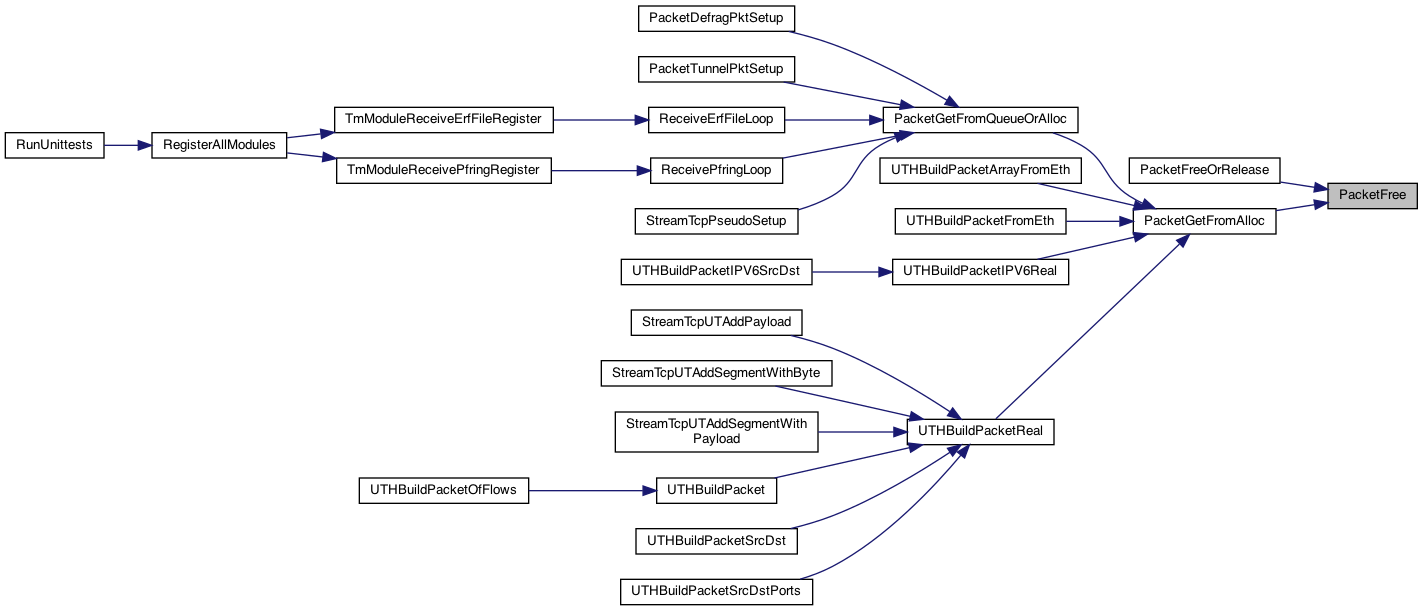 PacketDefragPktSetup
PacketTunnelPktSetup
RunUnittests
RegisterAllModules
TmModuleReceiveErfFileRegister
ReceiveErfFileLoop
PacketGetFromQueueOrAlloc
TmModuleReceivePfringRegister
ReceivePfringLoop
UTHBuildPacketArrayFromEth
PacketFreeOrRelease
PacketFree
StreamTcpPseudoSetup
UTHBuildPacketFromEth
PacketGetFromAlloc
UTHBuildPacketIPV6SrcDst
UTHBuildPacketIPV6Real
StreamTcpUTAddPayload
StreamTcpUTAddSegmentWithByte
StreamTcpUTAddSegmentWith
Payload
UTHBuildPacketReal
UTHBuildPacketOfFlows
UTHBuildPacket
UTHBuildPacketSrcDst
UTHBuildPacketSrcDstPorts